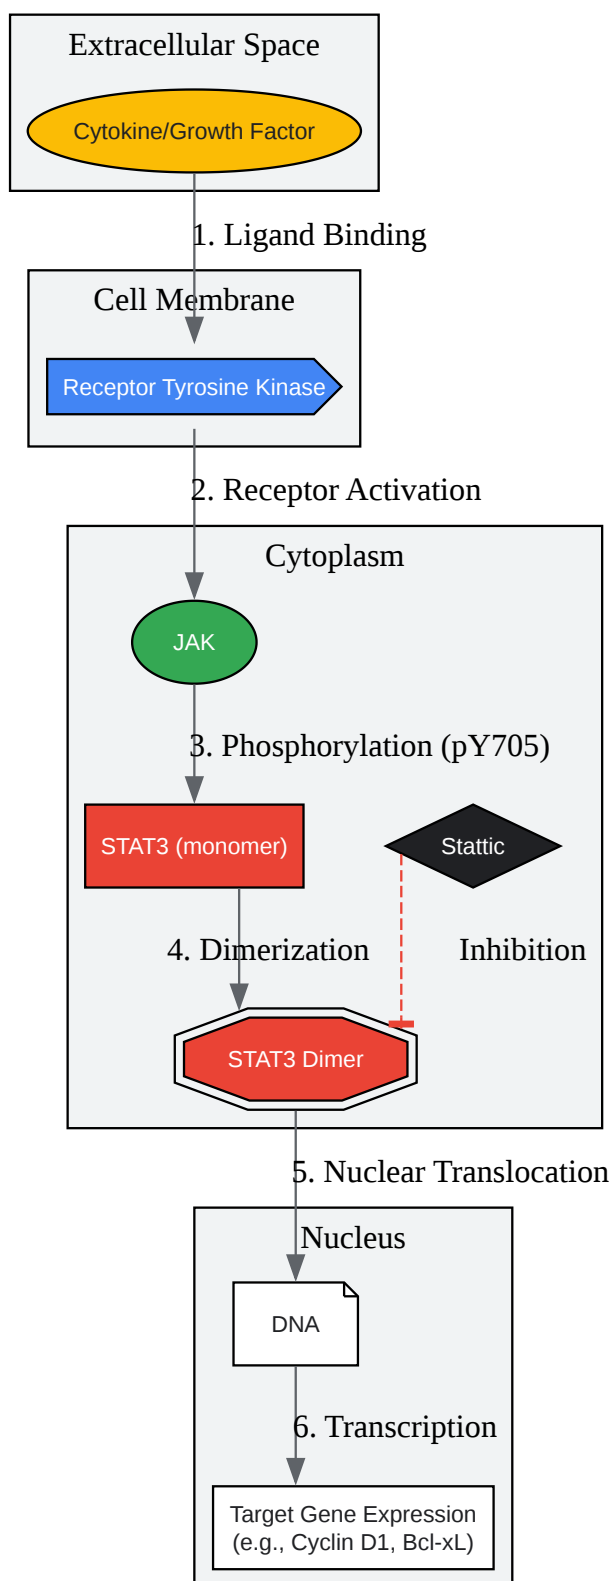 Extracellular Space
Cytokine/Growth Factor
1. Ligand Binding
Cell Membrane
Receptor Tyrosine Kinase
2. Receptor Activation
Cytoplasm
JAK
3. Phosphorylation (pY705)
STAT3 (monomer)
Stattic
4. Dimerization
Inhibition
STAT3 Dimer
5. Nuclear Translocation
Nucleus
DNA
6. Transcription
Target Gene Expression
(e.g., Cyclin D1, Bcl-xL)